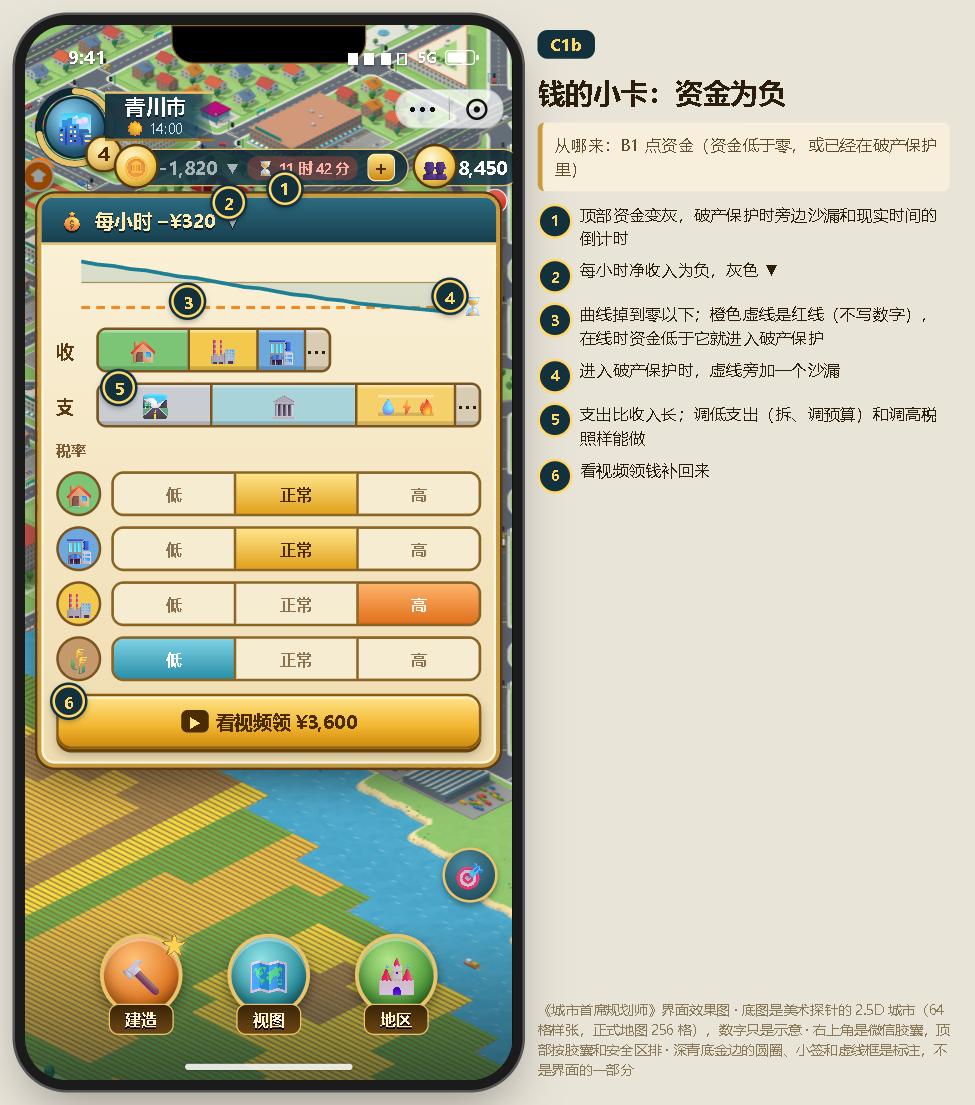 9:41
5G
青川市
14:00
4
-1,820 ▼
11 时 42 分
+
8,450
1
2
每小时 −¥320 ▼
3
4
收
...
5
支
...
税率
低 正常 高
低 正常 高
低 正常 高
低 正常 高
6
看视频领 ¥3,600
建造
视图
地区
C1b
钱的小卡：资金为负
从哪来：B1 点资金（资金低于零，或已经在破产保护
里）
1 顶部资金变灰，破产保护时旁边沙漏和现实时间的
倒计时
2 每小时净收入为负，灰色 ▼
3 曲线掉到零以下；橙色虚线是红线（不写数字），
在线时资金低于它就进入破产保护
4 进入破产保护时，虚线旁加一个沙漏
5 支出比收入长；调低支出（拆、调预算）和调高税
照样能做
6 看视频领钱补回来
《城市首席规划师》界面效果图 · 底图是美术探针的 2.5D 城市（64
格样张，正式地图 256 格），数字只是示意 · 右上角是微信胶囊，顶
部按胶囊和安全区排 · 深青底金边的圆圈、小签和虚线框是标注，不
是界面的一部分